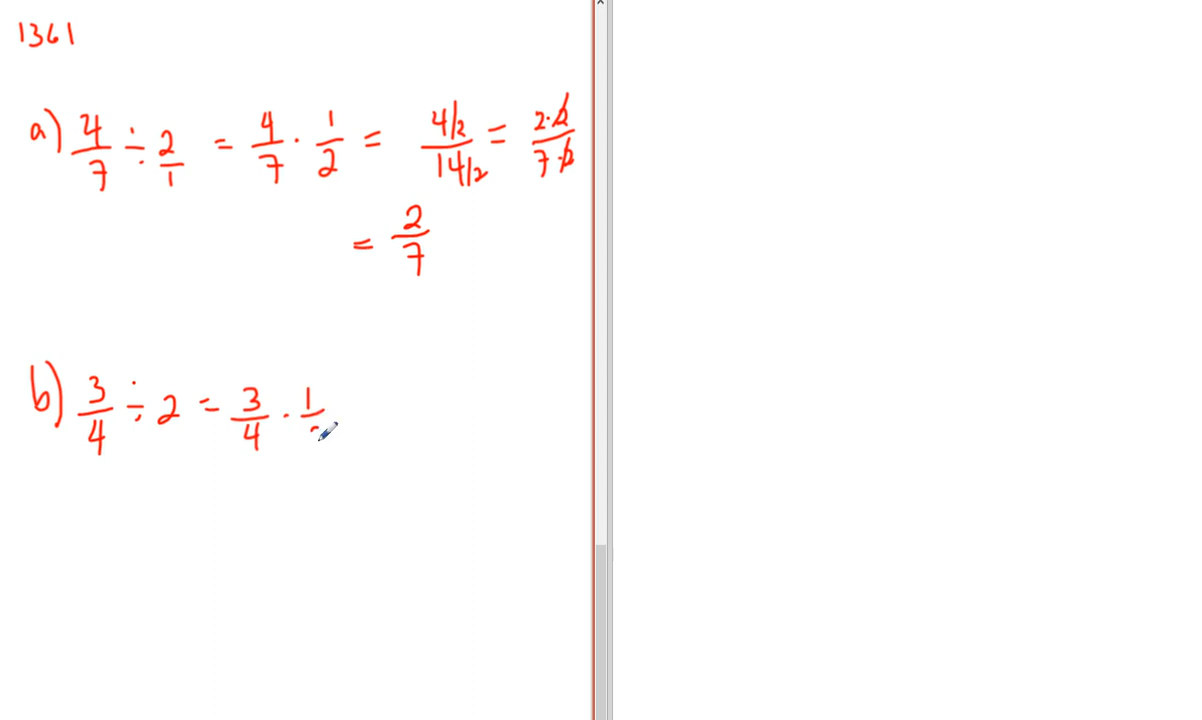 1361
a) 4/7 ÷ 2/1 = 4/7 · 1/2 = 4/2 / 14/2 = 2·2 / 7·2
= 2/7
b) 3/4 ÷ 2 = 3/4 · 1/